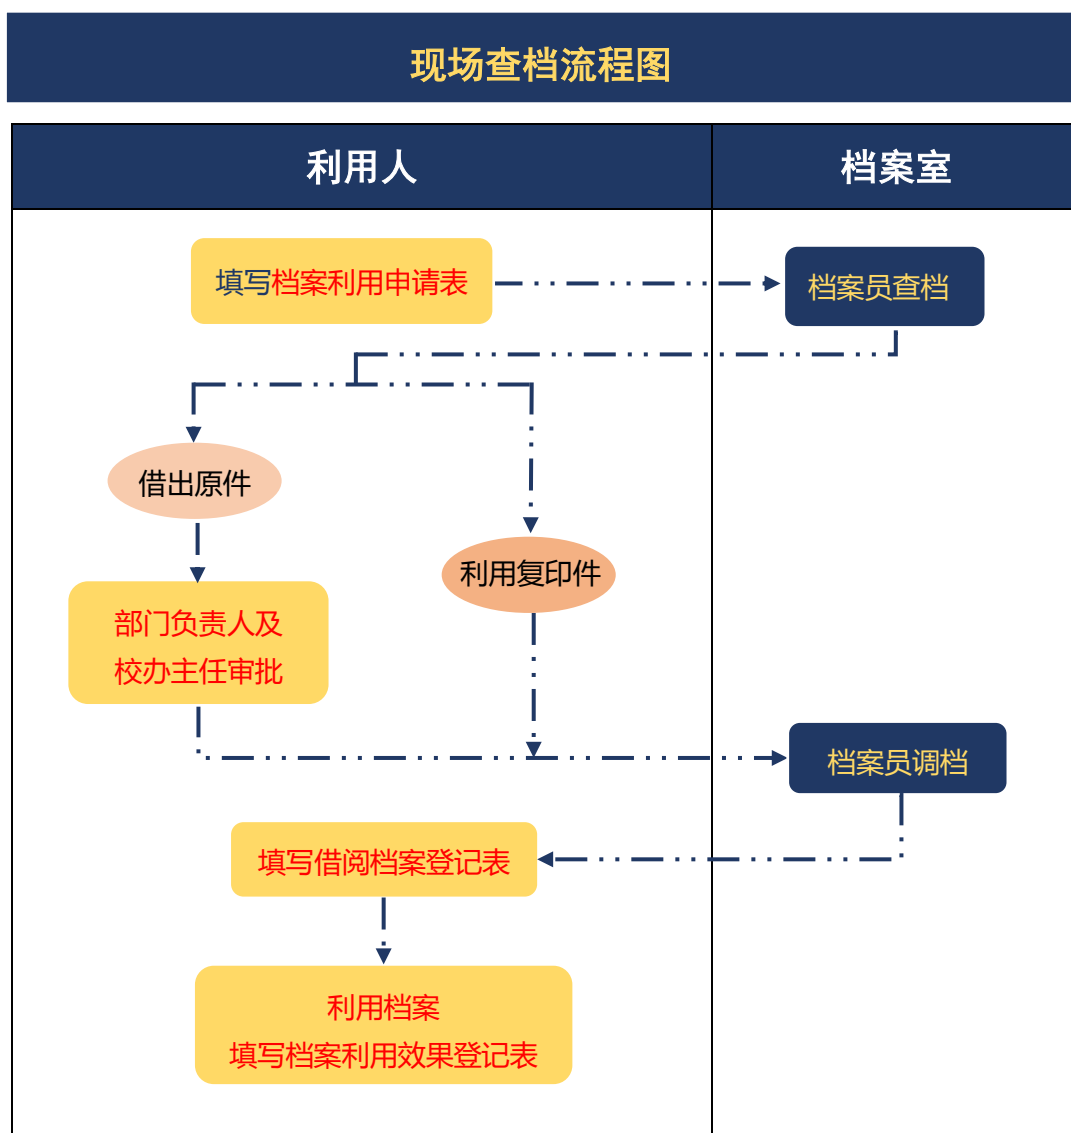 现场查档流程图
利用人
档案室
填写档案利用申请表
档案员查档
借出原件
利用复印件
部门负责人及
校办主任审批
档案员调档
填写借阅档案登记表
利用档案
填写档案利用效果登记表